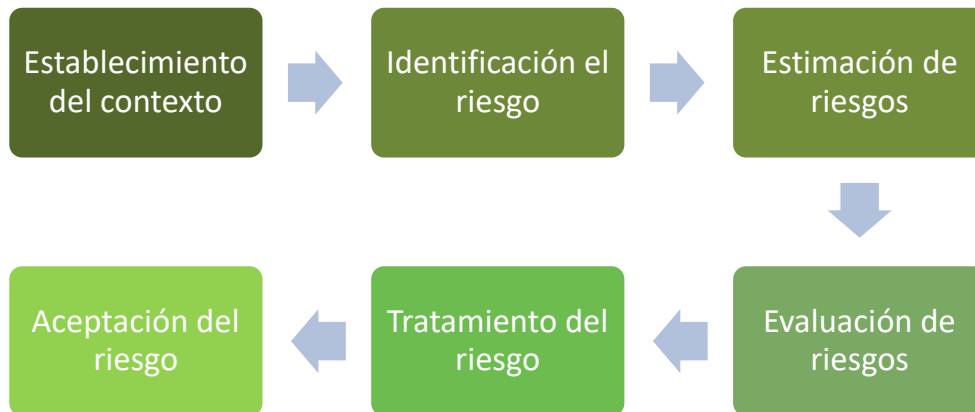 Establecimiento
del contexto
Identificación el
riesgo
Estimación de
riesgos
Evaluación de
riesgos
Tratamiento del
riesgo
Aceptación del
riesgo